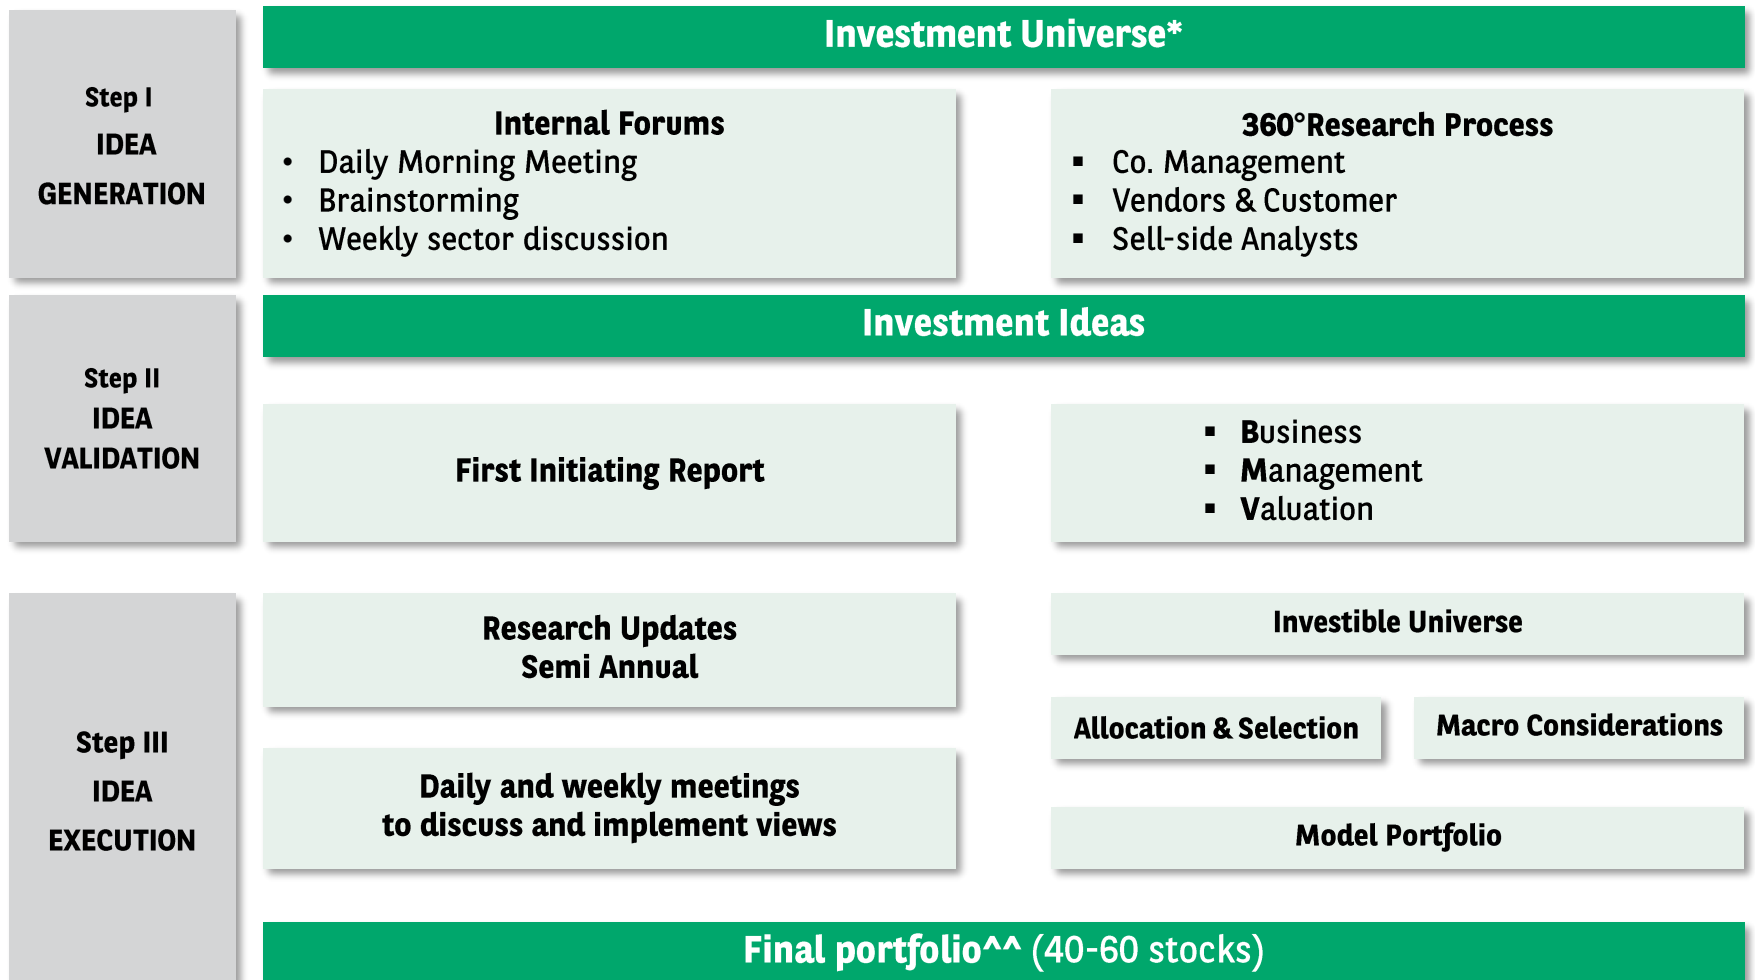 Investment Universe*
Step I
IDEA
GENERATION
Internal Forums
• Daily Morning Meeting
• Brainstorming
• Weekly sector discussion
360°Research Process
▪ Co. Management
▪ Vendors & Customer
▪ Sell-side Analysts
Investment Ideas
Step II
IDEA
VALIDATION
First Initiating Report
▪ Business
▪ Management
▪ Valuation
Step III
IDEA
EXECUTION
Research Updates
Semi Annual
Daily and weekly meetings
to discuss and implement views
Investible Universe
Allocation & Selection
Macro Considerations
Model Portfolio
Final portfolio^^ (40-60 stocks)